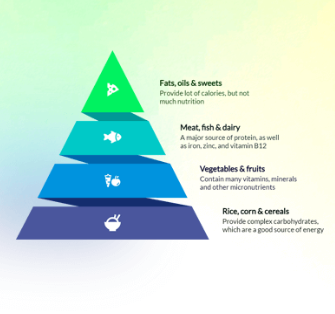 Fats, oils & sweets
Provide lot of calories, but not
much nutrition
Meat, fish & dairy
A major source of protein, as well
as iron, zinc, and vitamin B12
Vegetables & fruits
Contain many vitamins, minerals
and other micronutrients
Rice, corn & cereals
Provide complex carbohydrates,
which are a good source of energy